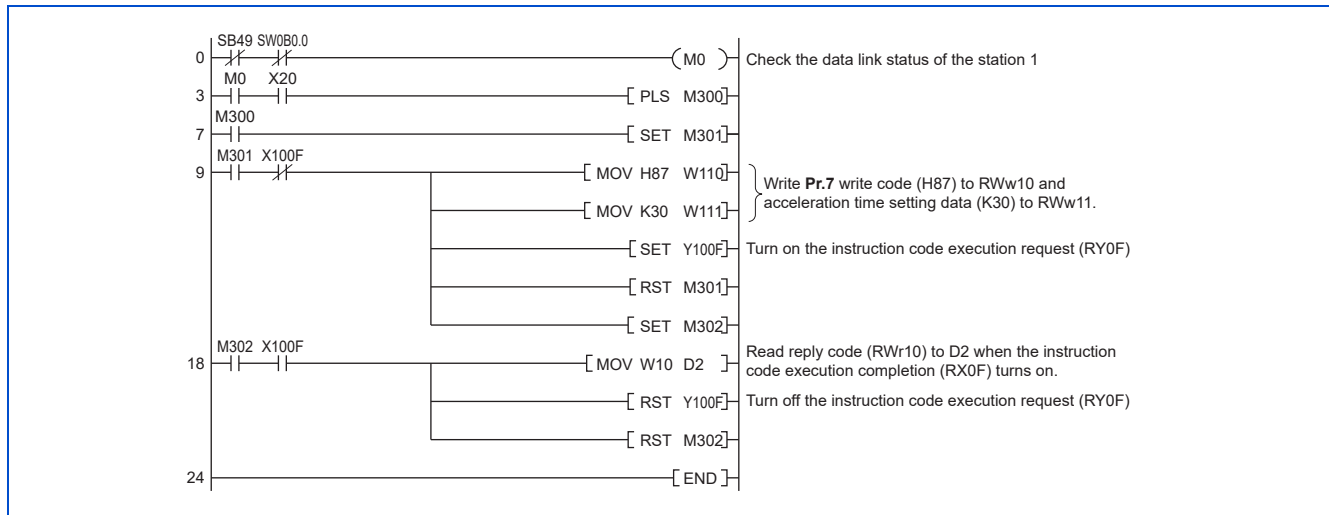 SB49 SW0B0.0
0 M0 Check the data link status of the station 1
M0 X20
3 PLS M300
M300
7 SET M301
M301 X100F
9 MOV H87 W110
Write Pr.7 write code (H87) to RWw10 and
acceleration time setting data (K30) to RWw11.
MOV K30 W111
SET Y100F Turn on the instruction code execution request (RY0F)
RST M301
SET M302
M302 X100F
18 MOV W10 D2 Read reply code (RWr10) to D2 when the instruction
code execution completion (RX0F) turns on.
RST Y100F Turn off the instruction code execution request (RY0F)
RST M302
24 END